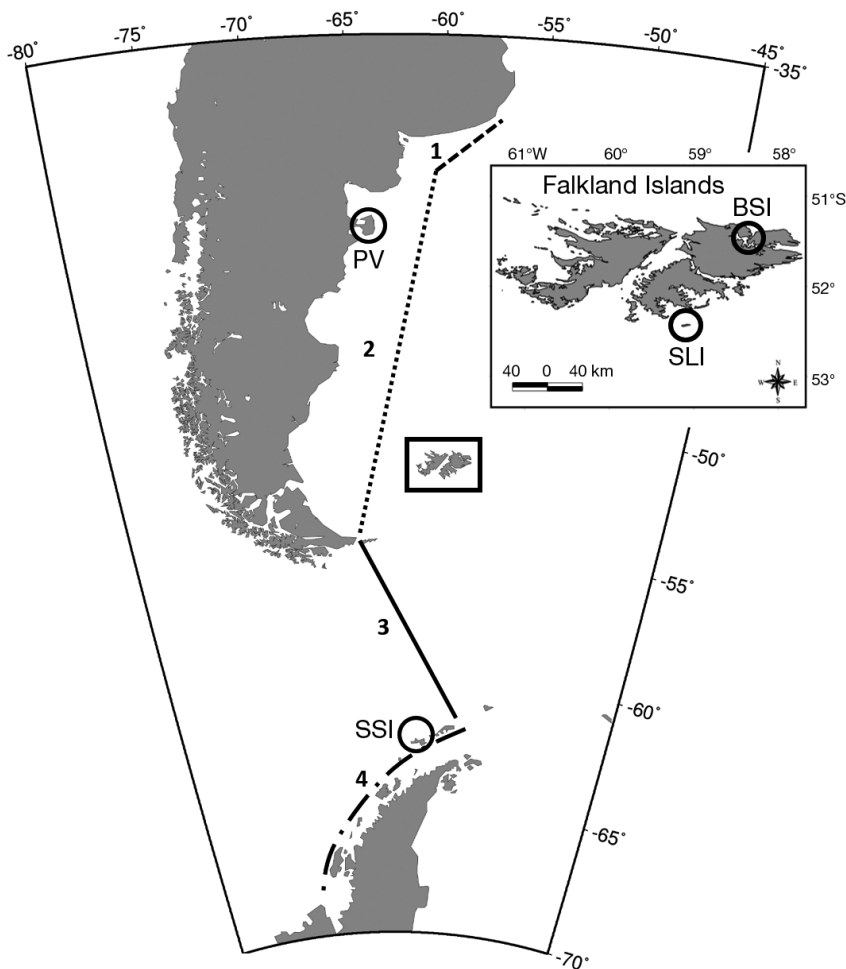 -80˚ -75˚ -70˚ -65˚ -60˚ -55˚ -50˚ -45˚
-35˚
1
61°W 60° 59° 58°
Falkland Islands
51°S
BSI
PV
52°
2
SLI
40 0 40 km
53°
N
W E
S
-50˚
-55˚
3
-60˚
SSI
4
-65˚
-70˚